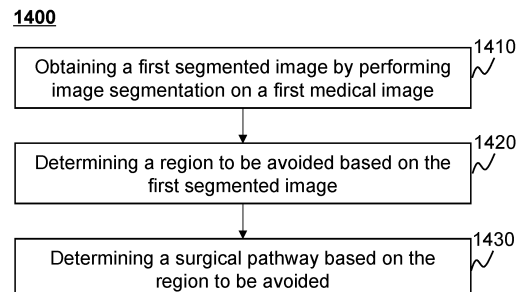 1400
1410
Obtaining a first segmented image by performing
image segmentation on a first medical image
1420
Determining a region to be avoided based on the
first segmented image
1430
Determining a surgical pathway based on the
region to be avoided